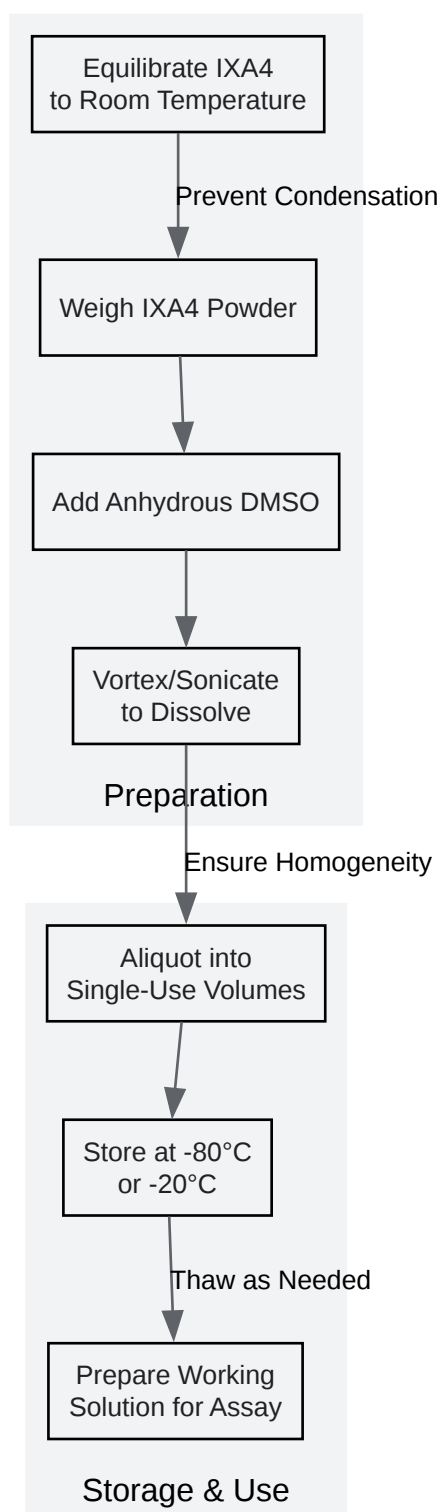 Equilibrate IXA4
to Room Temperature
Prevent Condensation
Weigh IXA4 Powder
Add Anhydrous DMSO
Vortex/Sonicate
to Dissolve
Preparation
Ensure Homogeneity
Aliquot into
Single-Use Volumes
Store at -80°C
or -20°C
Thaw as Needed
Prepare Working
Solution for Assay
Storage & Use